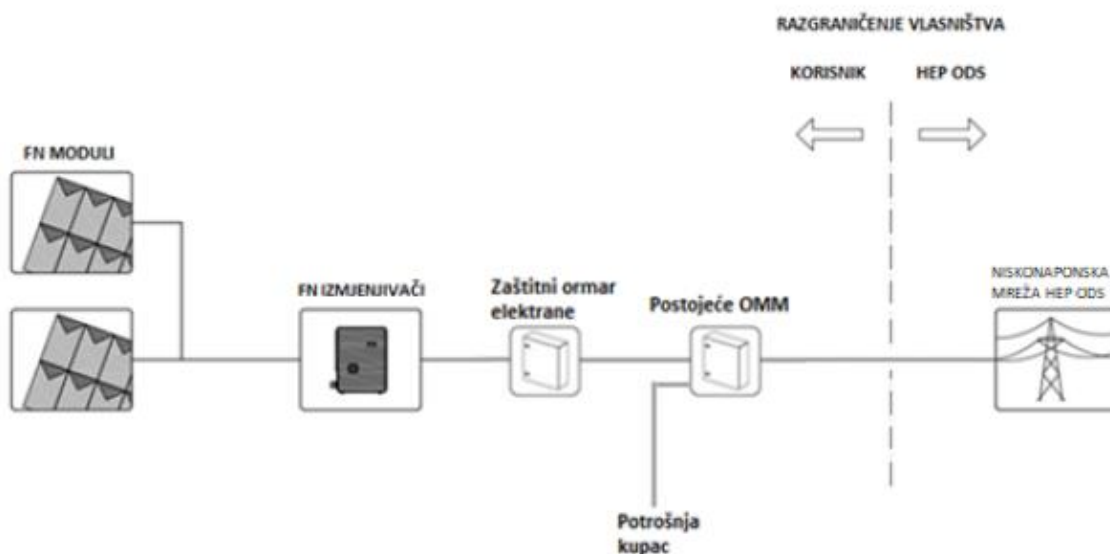 RAZGRANIČENJE VLASNIŠTVA
KORISNIK
HEP ODS
FN MODULI
FN IZMJENJIVAČI
Zaštitni ormar
elektrane
Postojeće OMM
NISKONAPONSKA
MREŽA HEP ODS
Potrošnja
kupac